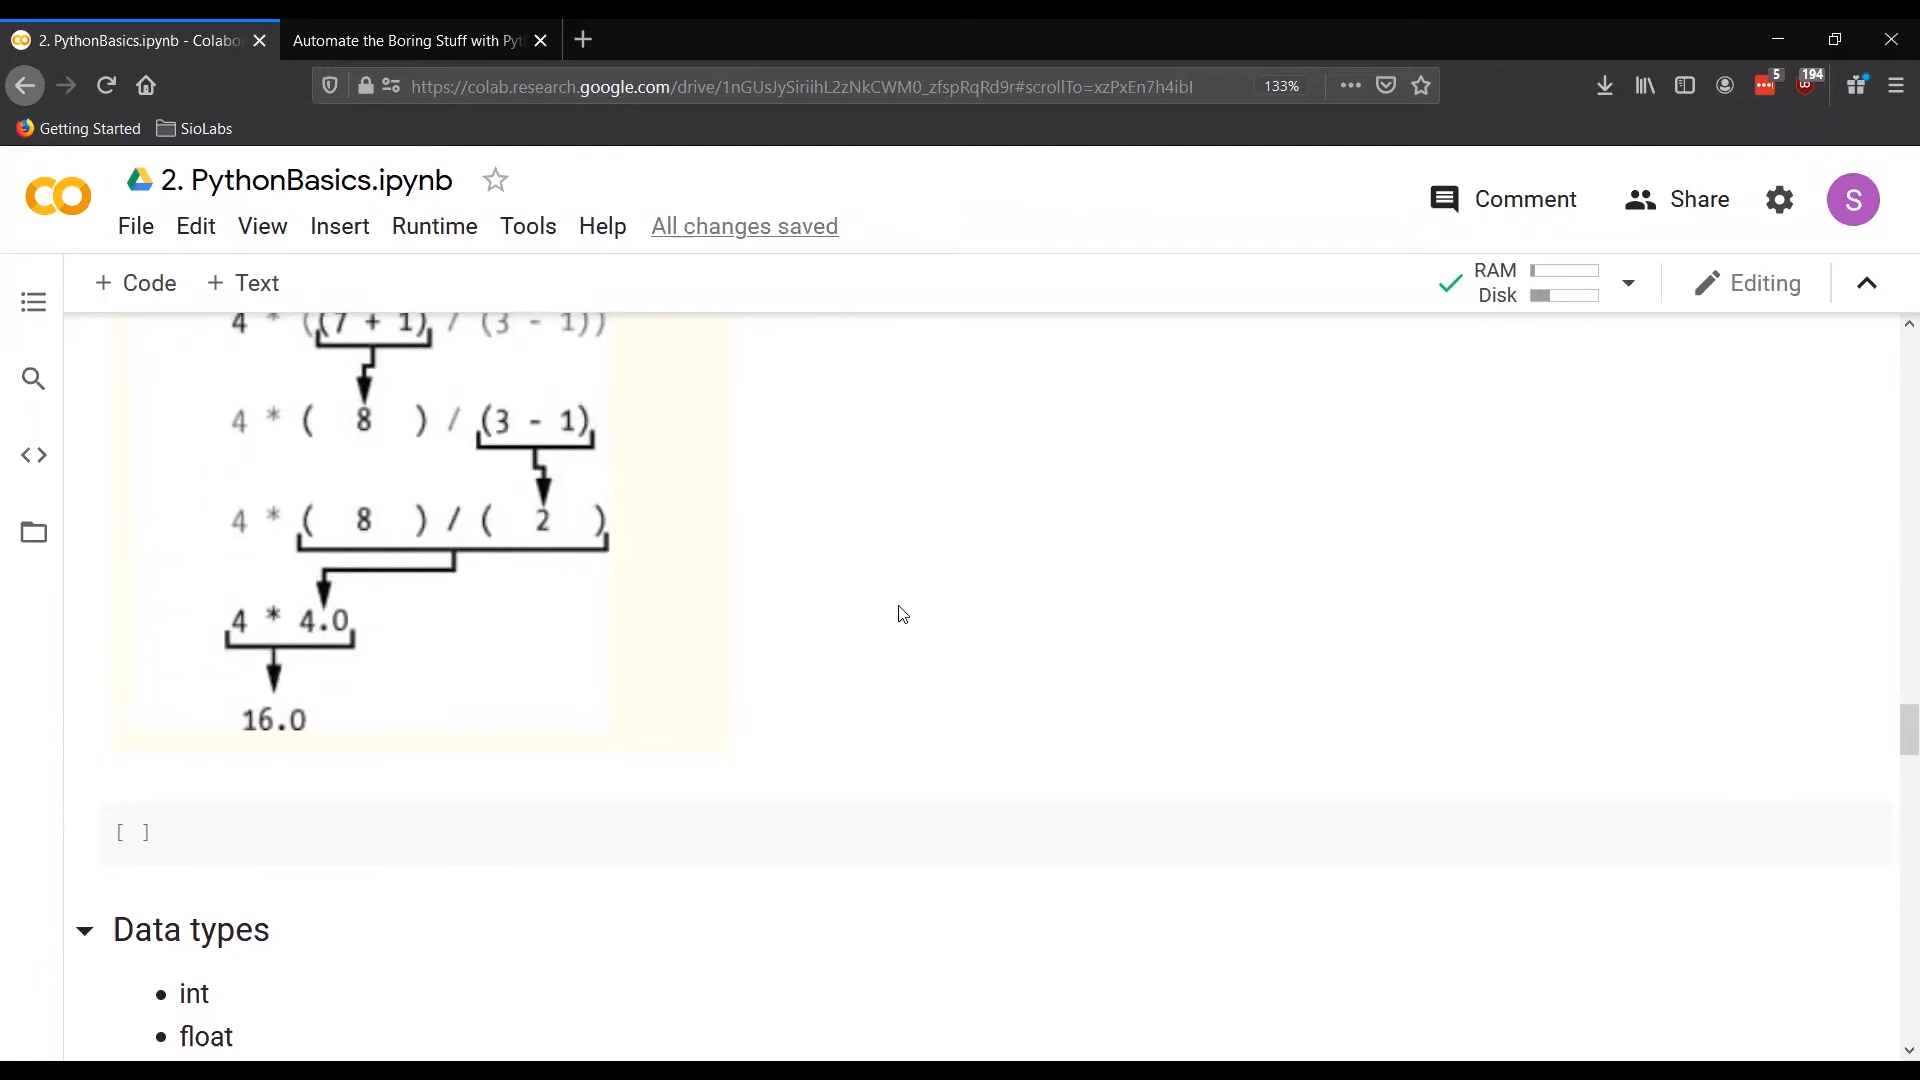 2. PythonBasics.ipynb - Colabo
Automate the Boring Stuff with Pyt
https://colab.research.google.com/drive/1nGUsJySiriihL2zNkCWM0_zfspRqRd9r#scrollTo=xzPxEn7h4ibI
133%
5
194
Getting Started
SioLabs
2. PythonBasics.ipynb
Comment
Share
S
File Edit View Insert Runtime Tools Help All changes saved
+ Code + Text
RAM
Disk
Editing
4 * ((7 + 1) / (3 - 1))
4 * ( 8 ) / (3 - 1)
4 * ( 8 ) / ( 2 )
4 * 4.0
16.0
[ ]
Data types
• int
• float